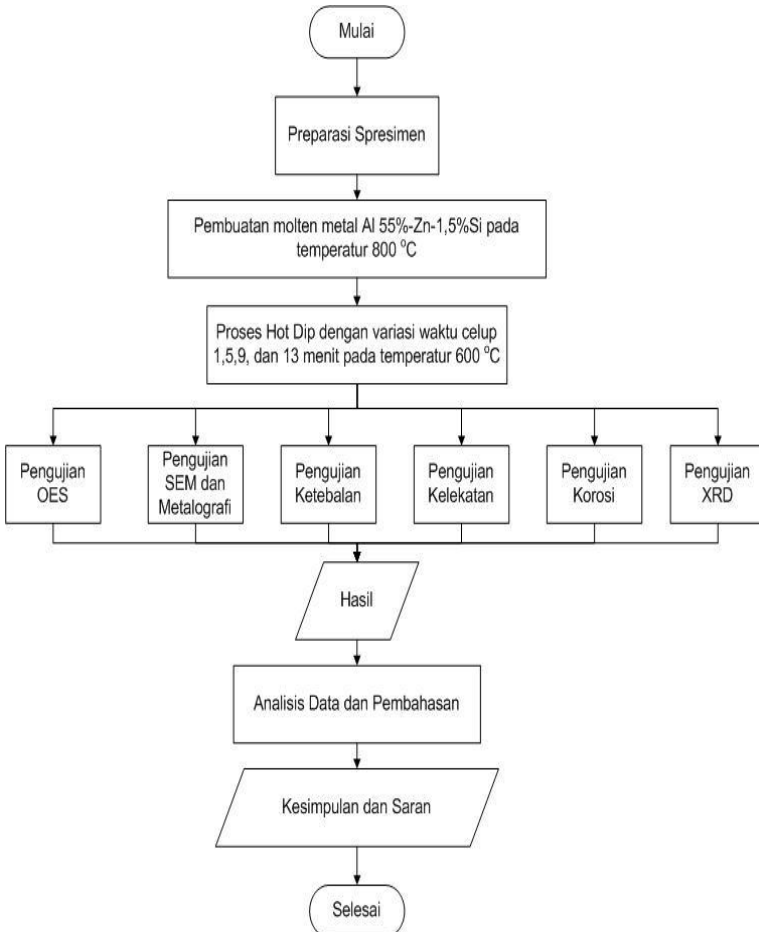 Mulai
Preparasi Spresimen
Pembuatan molten metal Al 55%-Zn-1,5%Si pada
temperatur 800 °C
Proses Hot Dip dengan variasi waktu celup
1,5,9, dan 13 menit pada temperatur 600 °C
Pengujian
OES
Pengujian
SEM dan
Metalografi
Pengujian
Ketebalan
Pengujian
Kelekatan
Pengujian
Korosi
Pengujian
XRD
Hasil
Analisis Data dan Pembahasan
Kesimpulan dan Saran
Selesai